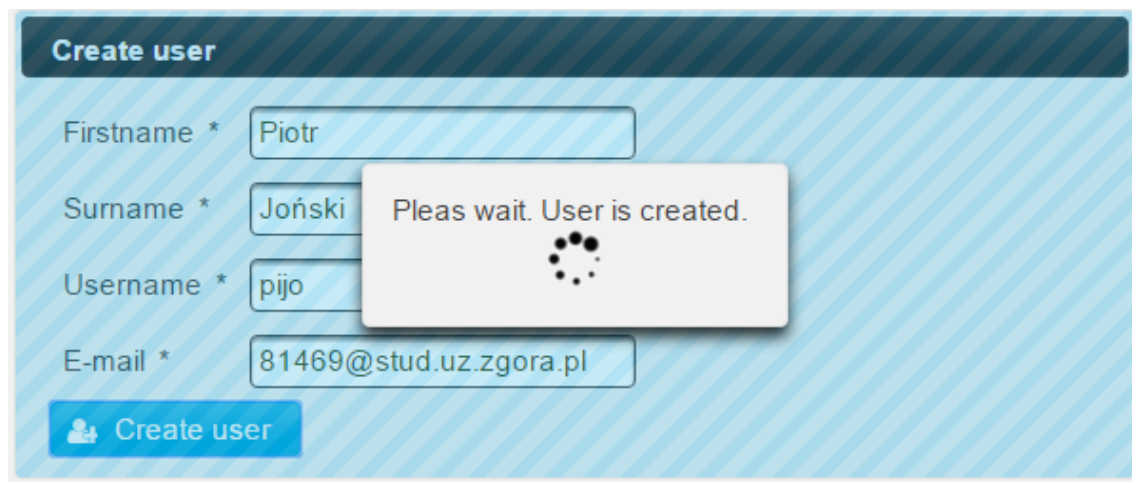 Create user
Firstname * Piotr
Surname * Joński
Pleas wait. User is created.
Username * pijo
E-mail * 81469@stud.uz.zgora.pl
Create user